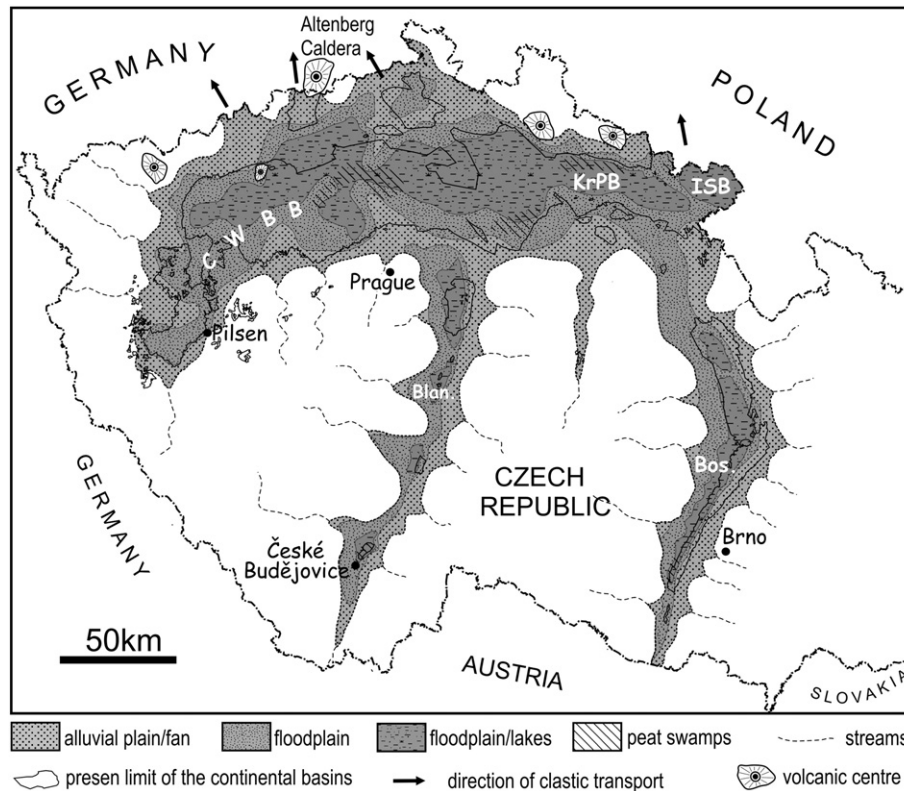 Altenberg
Caldera
GERMANY
POLAND
KrPB
ISB
CWBB
Prague
Pilsen
Blan.
CZECH
REPUBLIC
Bos.
GERMANY
České
Budějovice
Brno
50km
AUSTRIA
SLOVAKIA
alluvial plain/fan
floodplain
floodplain/lakes
peat swamps
streams
presen limit of the continental basins
direction of clastic transport
volcanic centre